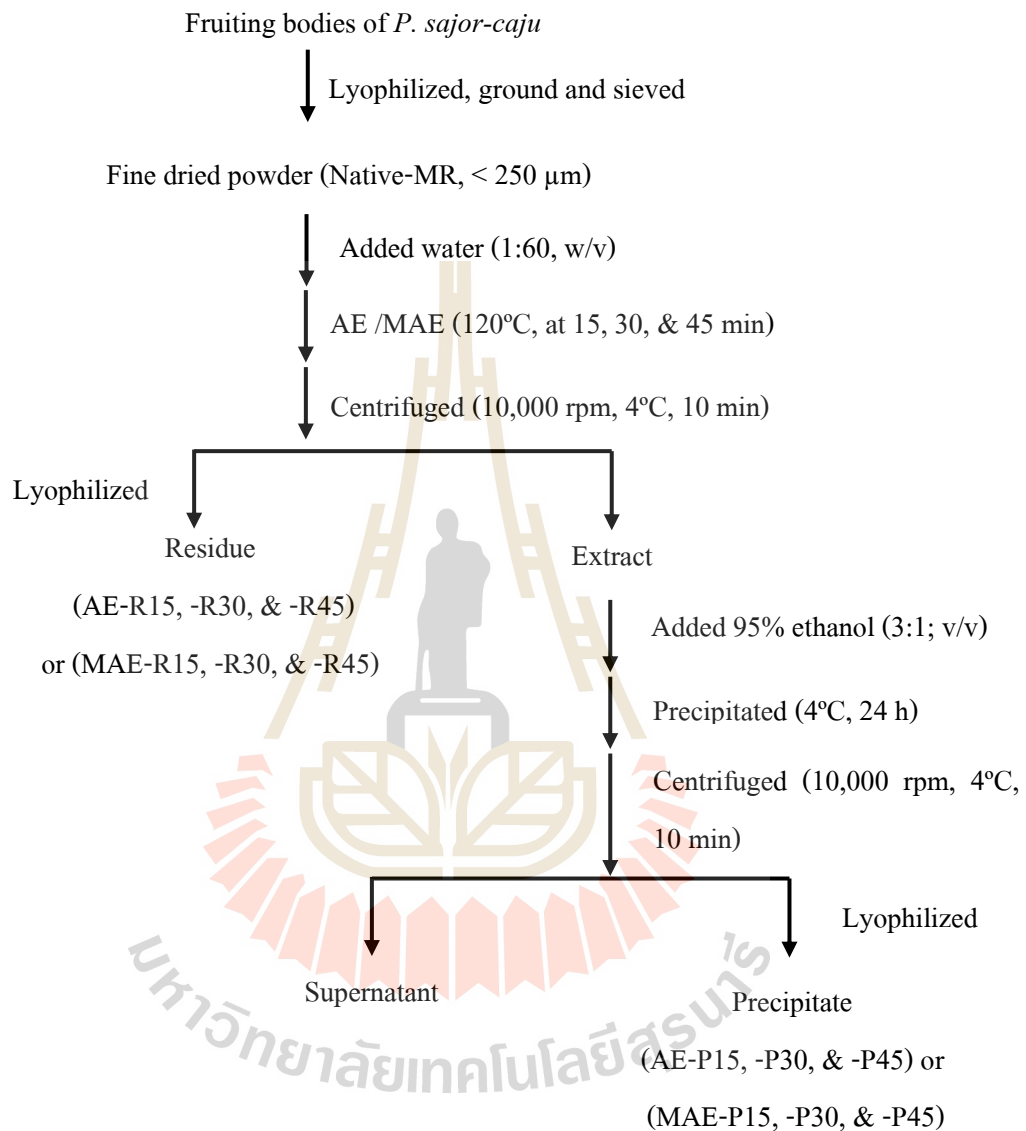 Fruiting bodies of P. sajor-caju
Lyophilized, ground and sieved
Fine dried powder (Native-MR, < 250 µm)
Added water (1:60, w/v)
AE /MAE (120ºC, at 15, 30, & 45 min)
Centrifuged (10,000 rpm, 4ºC, 10 min)
Lyophilized
Residue
(AE-R15, -R30, & -R45)
or (MAE-R15, -R30, & -R45)
Extract
Added 95% ethanol (3:1; v/v)
Precipitated (4ºC, 24 h)
Centrifuged (10,000 rpm, 4ºC,
10 min)
Supernatant
Lyophilized
Precipitate
(AE-P15, -P30, & -P45) or
(MAE-P15, -P30, & -P45)
มหาวิทยาลัยเทคโนโลยีสุรนารี